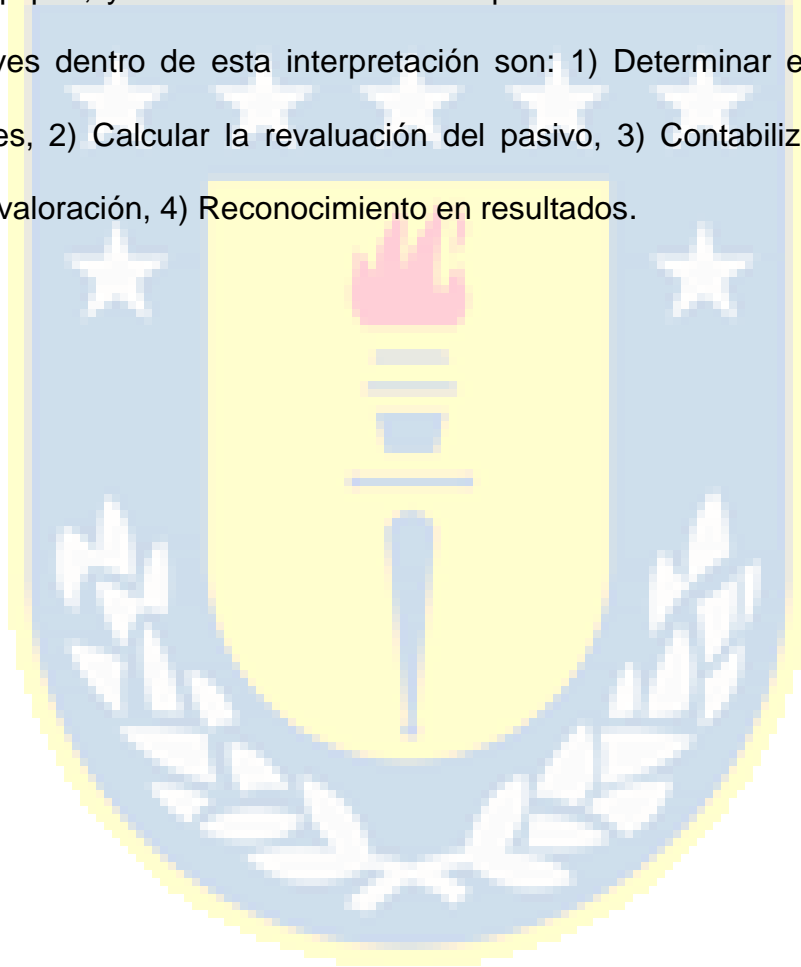 ves dentro de esta interpretación son: 1) Determinar e
es, 2) Calcular la revaluación del pasivo, 3) Contabiliz
valoración, 4) Reconocimiento en resultados.